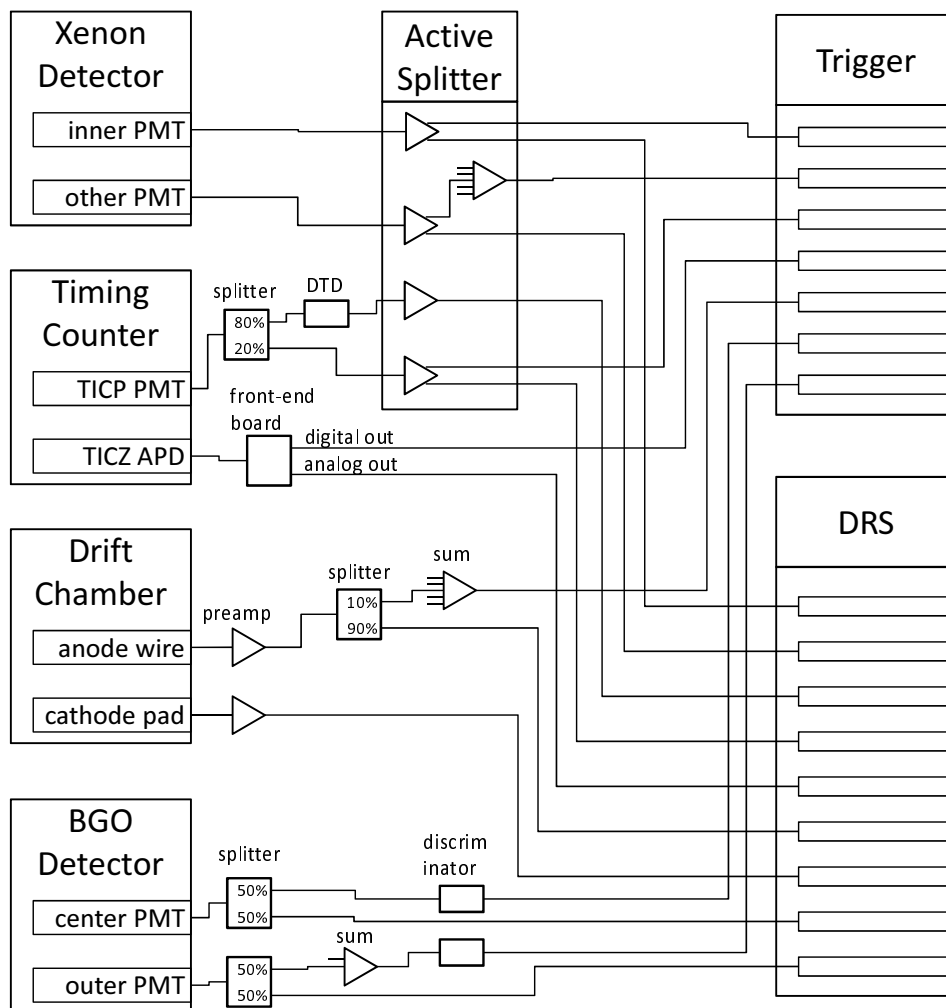 Xenon
Detector
inner PMT
other PMT
Active
Splitter
Trigger
Timing
Counter
TICP PMT
TICZ APD
splitter
80%
20%
DTD
front-end
board
digital out
analog out
DRS
Drift
Chamber
anode wire
cathode pad
preamp
splitter
10%
90%
sum
BGO
Detector
center PMT
outer PMT
splitter
50%
50%
discrim
inator
sum
50%
50%